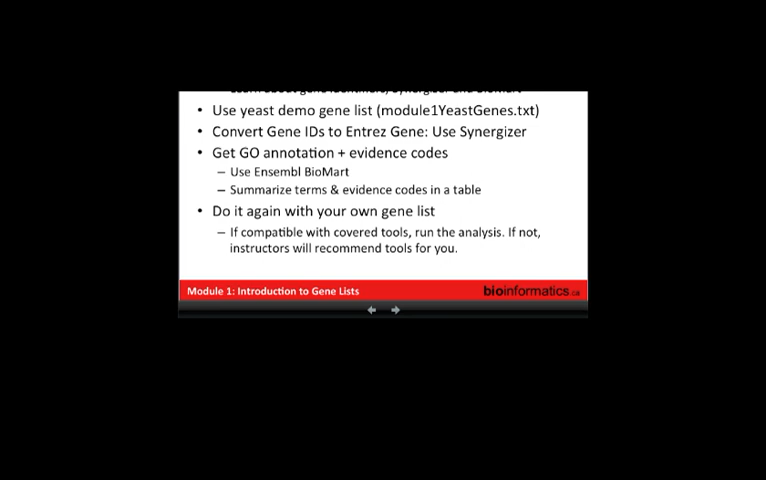 • Use yeast demo gene list (module1YeastGenes.txt)
• Convert Gene IDs to Entrez Gene: Use Synergizer
• Get GO annotation + evidence codes
– Use Ensembl BioMart
– Summarize terms & evidence codes in a table
• Do it again with your own gene list
– If compatible with covered tools, run the analysis. If not,
instructors will recommend tools for you.
Module 1: Introduction to Gene Lists
bioinformatics.ca